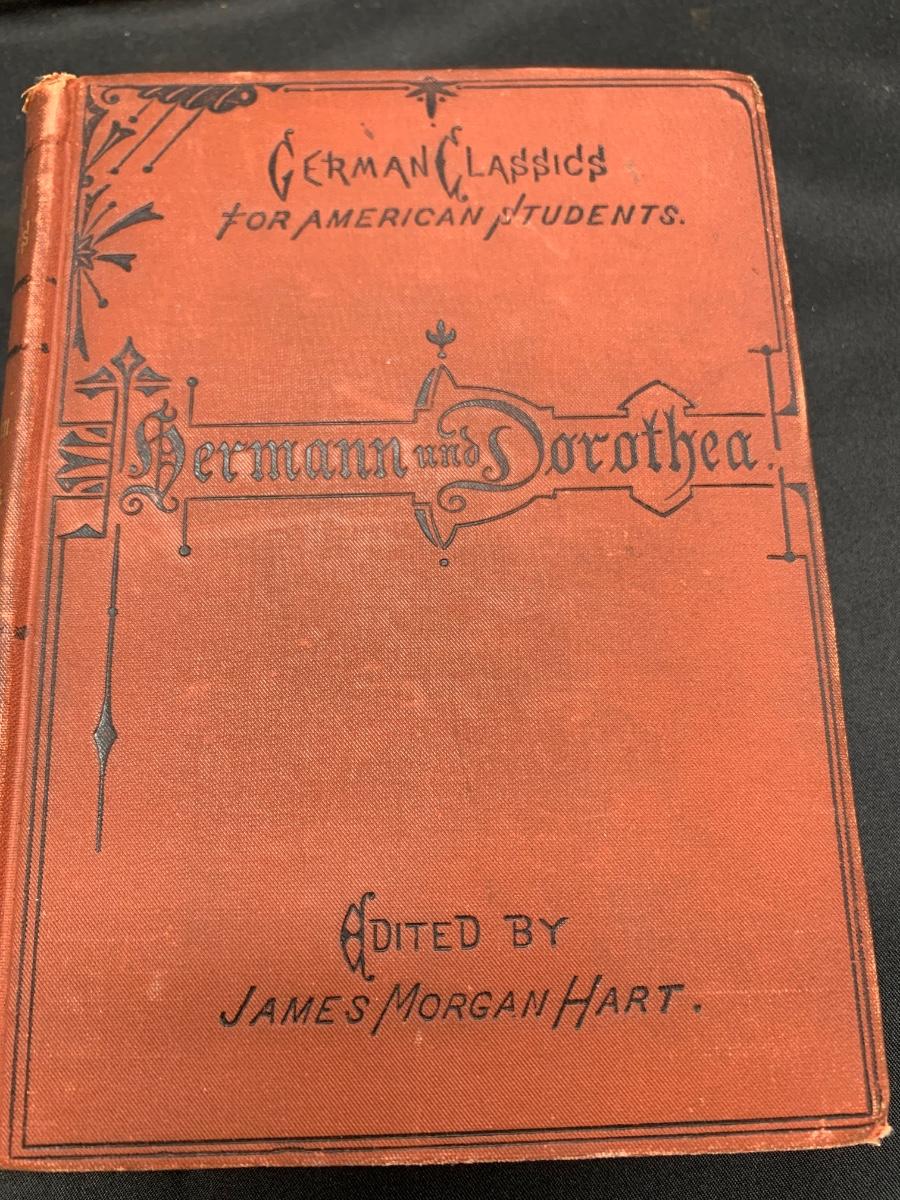 German Classics
for American Students.
Hermann und Dorothea.
Edited by
James Morgan Hart.